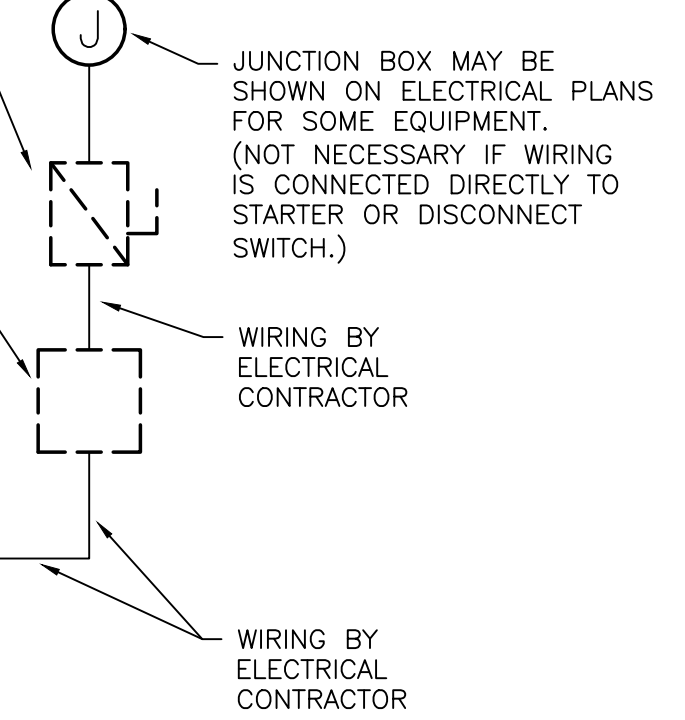 J
JUNCTION BOX MAY BE
SHOWN ON ELECTRICAL PLANS
FOR SOME EQUIPMENT.
(NOT NECESSARY IF WIRING
IS CONNECTED DIRECTLY TO
STARTER OR DISCONNECT
SWITCH.)
WIRING BY
ELECTRICAL
CONTRACTOR
WIRING BY
ELECTRICAL
CONTRACTOR